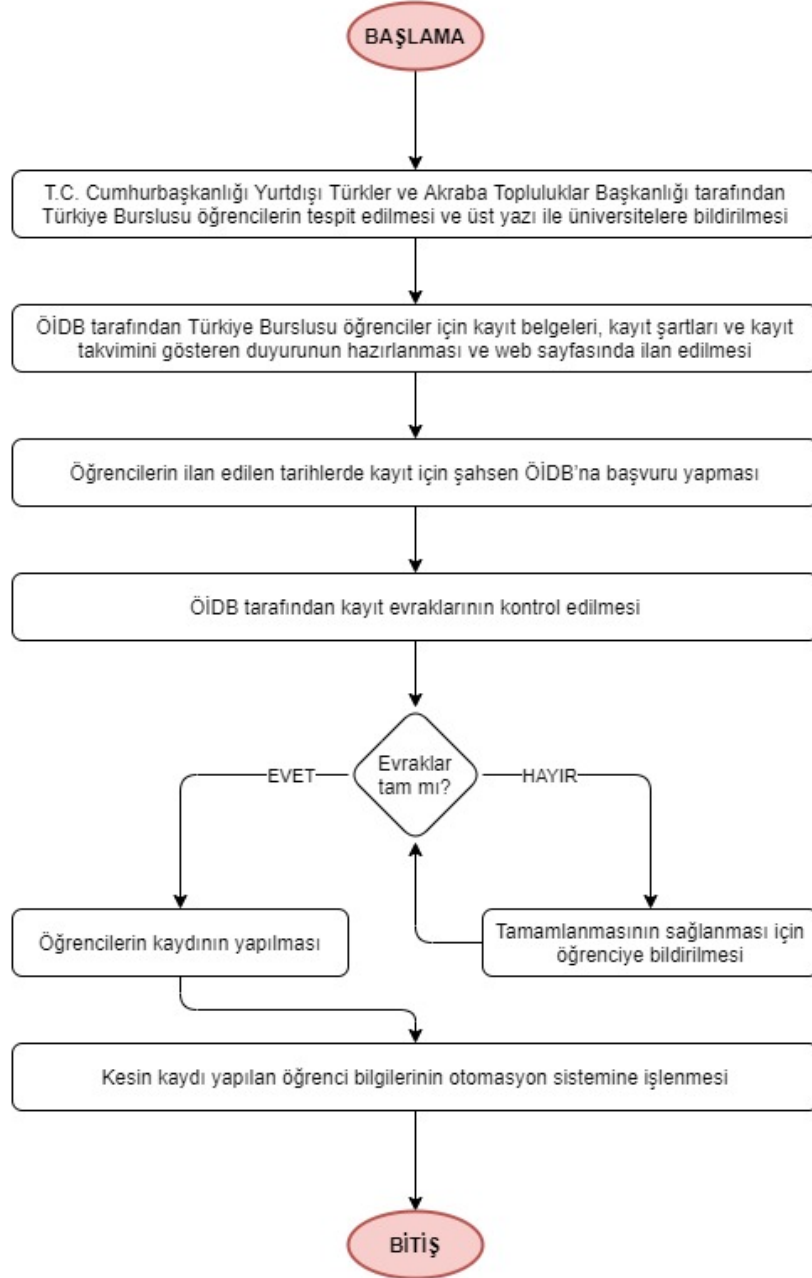 BAŞLAMA
T.C. Cumhurbaşkanlığı Yurtdışı Türkler ve Akraba Topluluklar Başkanlığı tarafından
Türkiye Burslusu öğrencilerin tespit edilmesi ve üst yazı ile üniversitelere bildirilmesi
ÖİDB tarafından Türkiye Burslusu öğrenciler için kayıt belgeleri, kayıt şartları ve kayıt
takvimini gösteren duyurunun hazırlanması ve web sayfasında ilan edilmesi
Öğrencilerin ilan edilen tarihlerde kayıt için şahsen ÖİDB’na başvuru yapması
ÖİDB tarafından kayıt evraklarının kontrol edilmesi
Evraklar
tam mı?
EVET
HAYIR
Öğrencilerin kaydının yapılması
Tamamlanmasının sağlanması için
öğrenciye bildirilmesi
Kesin kaydı yapılan öğrenci bilgilerinin otomasyon sistemine işlenmesi
BİTİŞ